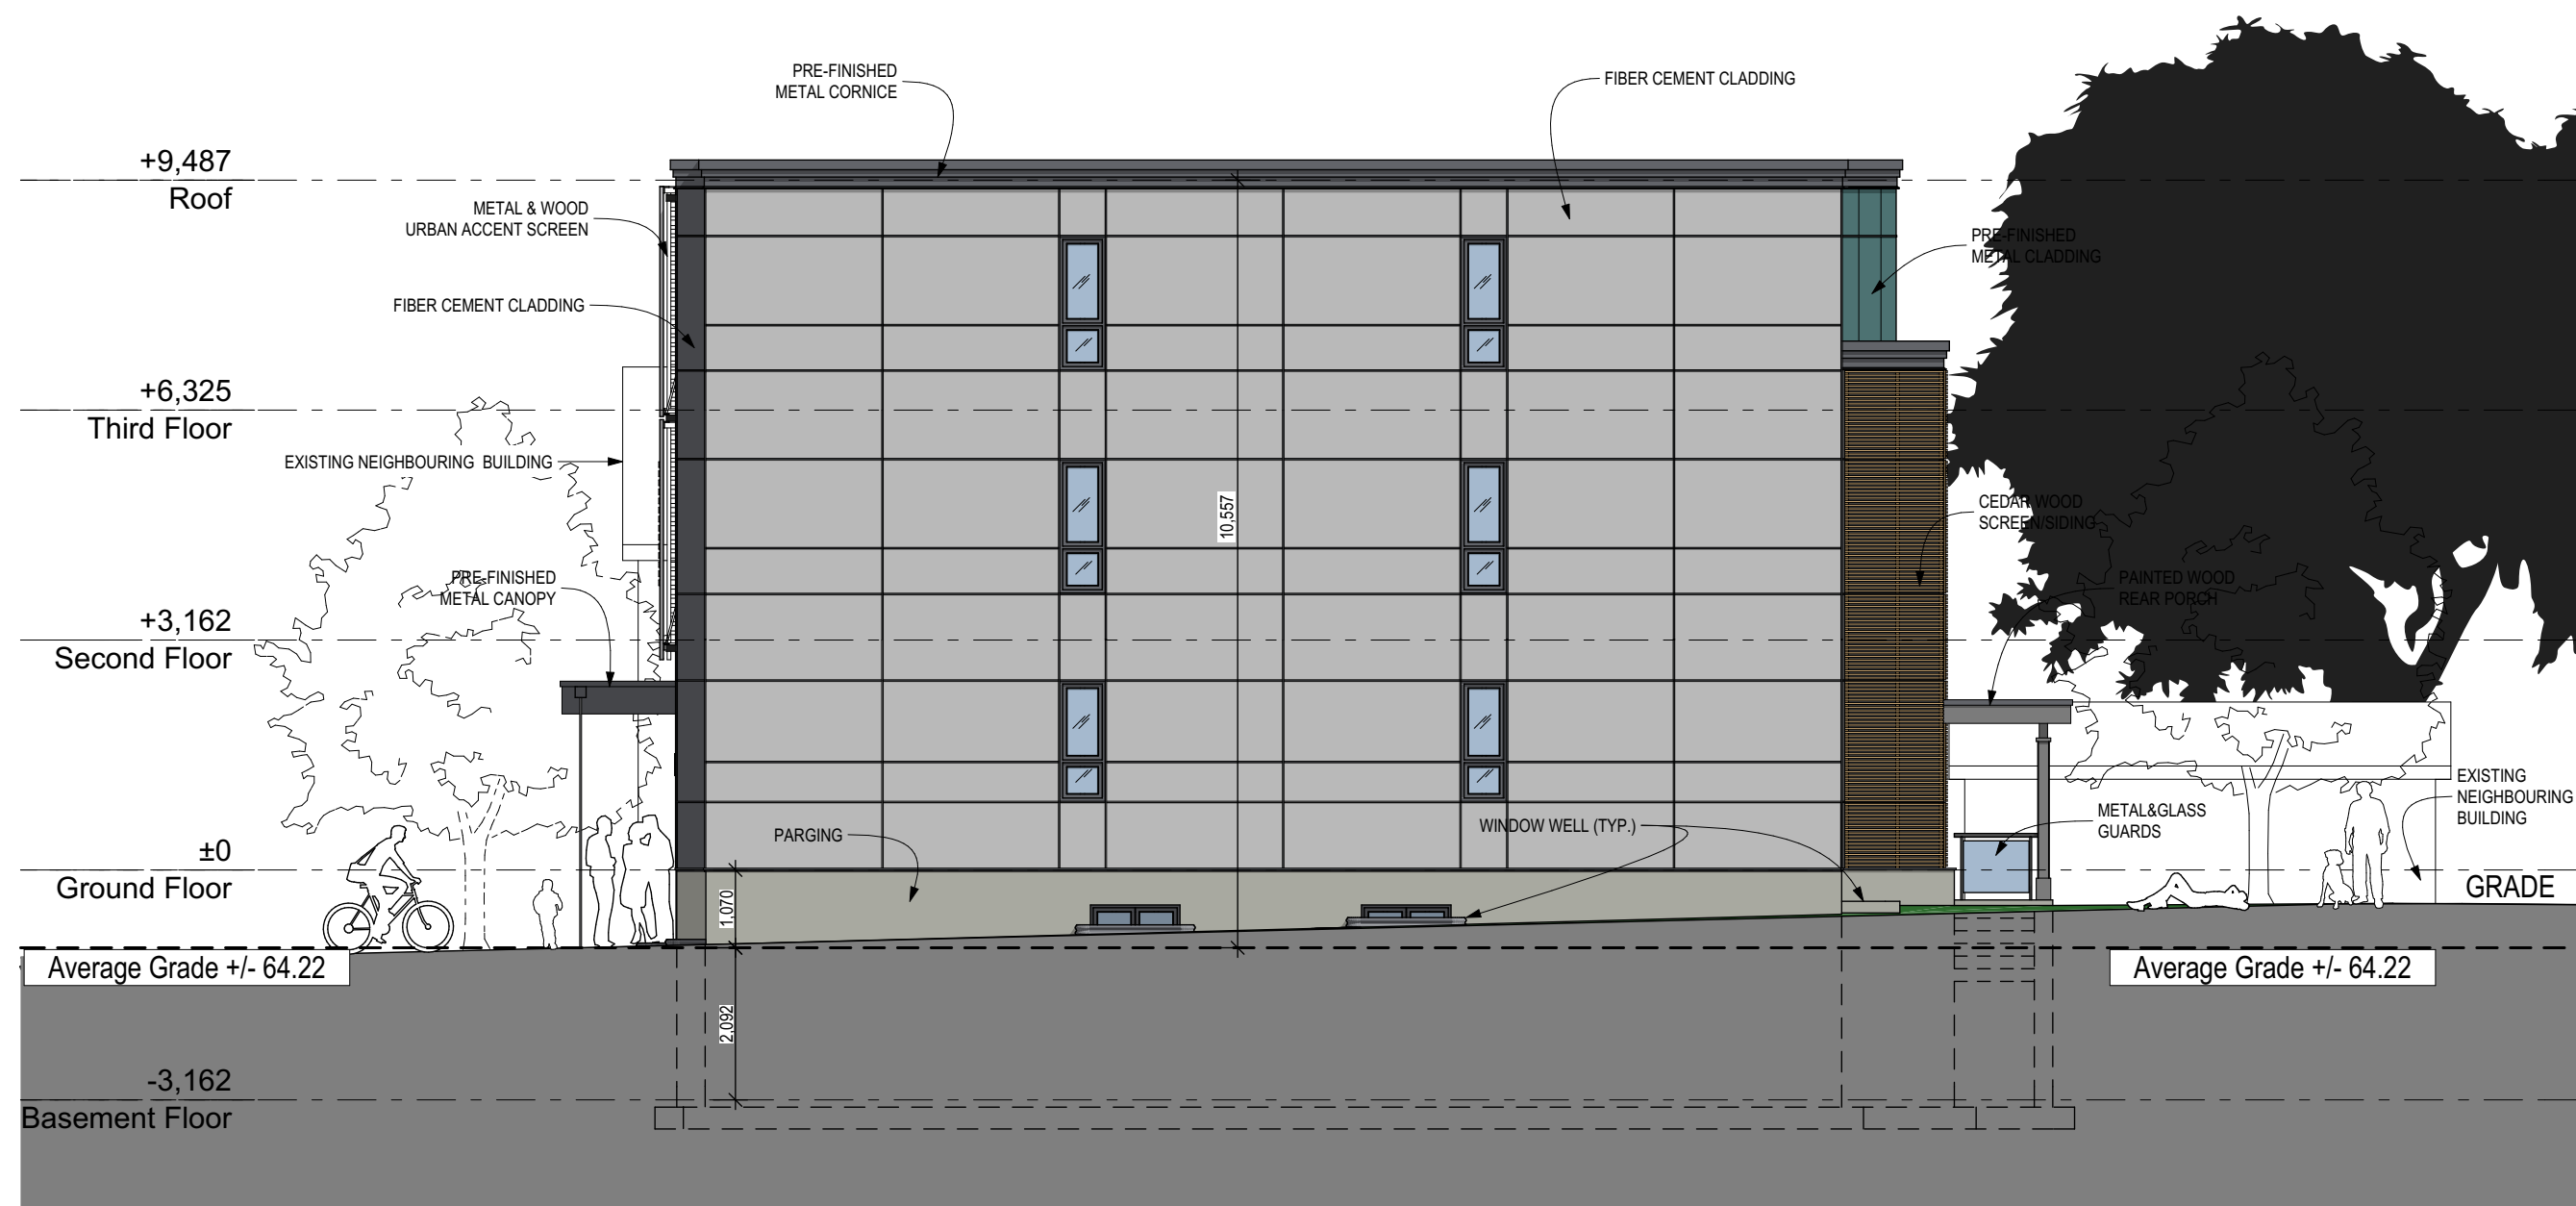 PRE-FINISHED
METAL CORNICE
FIBER CEMENT CLADDING
+9,487
Roof
METAL & WOOD
URBAN ACCENT SCREEN
PRE-FINISHED
METAL CLADDING
FIBER CEMENT CLADDING
+6,325
Third Floor
EXISTING NEIGHBOURING BUILDING
10,557
CEDAR WOOD
SCREEN/SIDING
PRE-FINISHED
METAL CANOPY
PAINTED WOOD
REAR PORCH
+3,162
Second Floor
EXISTING
NEIGHBOURING
BUILDING
METAL&GLASS
GUARDS
PARGING
WINDOW WELL (TYP.)
±0
Ground Floor
GRADE
1,070
Average Grade +/- 64.22
Average Grade +/- 64.22
2,092
-3,162
Basement Floor